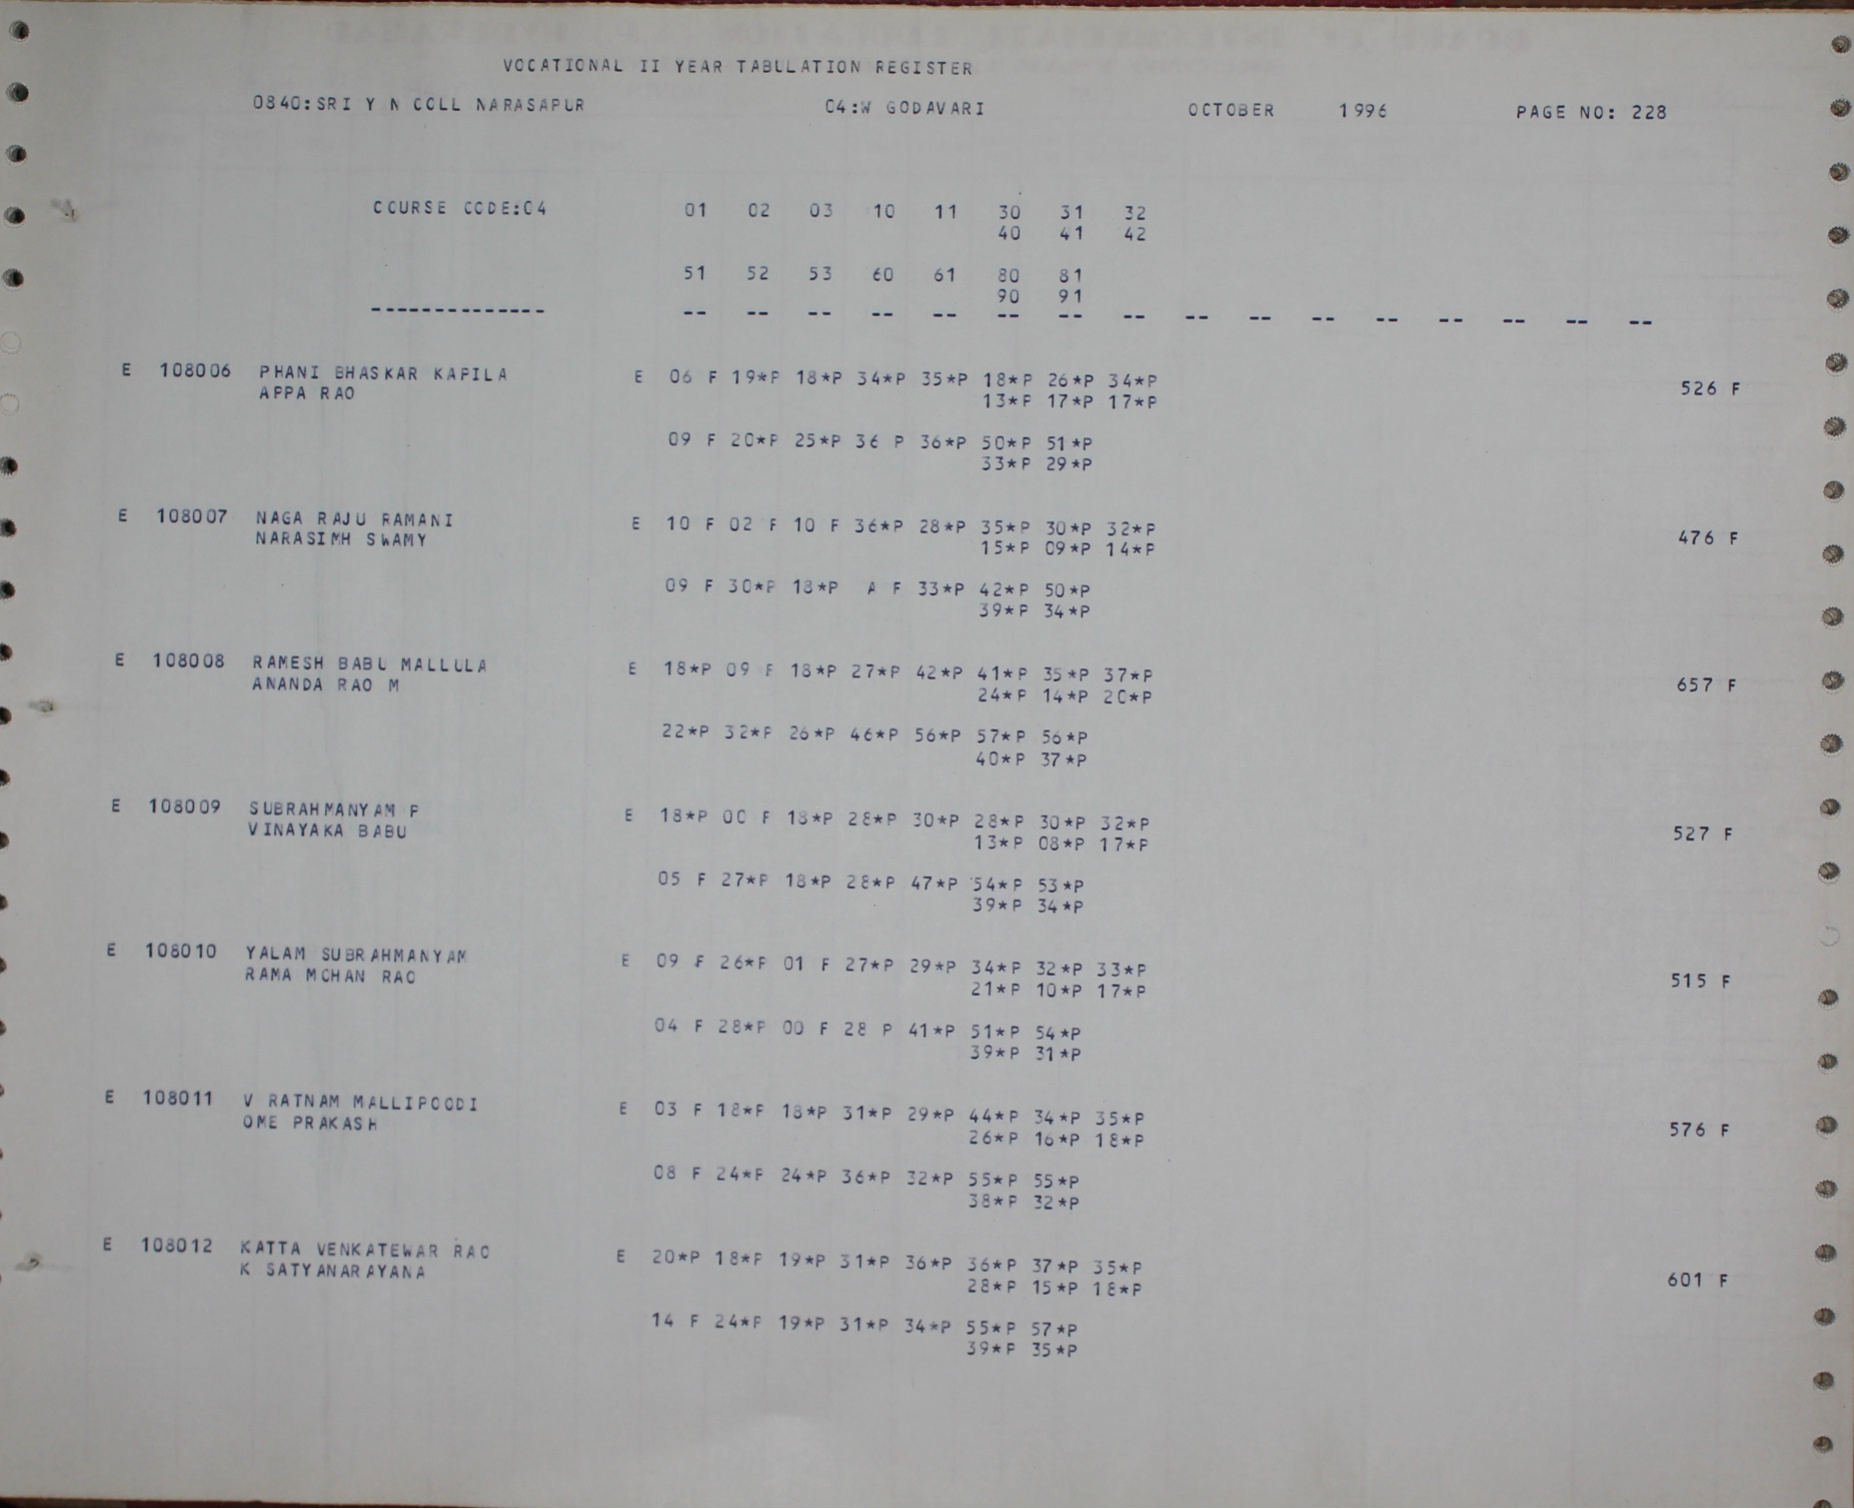 VOCATIONAL II YEAR TABULATION REGISTER
0840:SRI Y N COLL NARASAPUR C4:W GODAVARI OCTOBER 1996 PAGE NO: 228
COURSE CODE:C4 01 02 03 10 11 30 31 32
40 41 42
51 52 53 60 61 80 81
90 91
-------------- -- -- -- -- -- -- -- -- -- -- -- -- -- -- -- --
E 108006 PHANI BHASKAR KAPILA E 06 F 19*P 18*P 34*P 35*P 18*P 26*P 34*P
APPA RAO 13*P 17*P 17*P 526 F
09 F 20*P 25*P 36 P 36*P 50*P 51*P
33*P 29*P
E 108007 NAGA RAJU RAMANI E 10 F 02 F 10 F 36*P 28*P 35*P 30*P 32*P
NARASIMH SWAMY 15*P 09*P 14*P 476 F
09 F 30*P 18*P A F 33*P 42*P 50*P
39*P 34*P
E 108008 RAMESH BABU MALLULA E 18*P 09 F 18*P 27*P 42*P 41*P 35*P 37*P
ANANDA RAO M 24*P 14*P 20*P 657 F
22*P 32*P 26*P 46*P 56*P 57*P 56*P
40*P 37*P
E 108009 SUBRAHMANYAM P E 18*P 00 F 18*P 28*P 30*P 28*P 30*P 32*P
VINAYAKA BABU 13*P 08*P 17*P 527 F
05 F 27*P 18*P 28*P 47*P 54*P 53*P
39*P 34*P
E 108010 YALAM SUBRAHMANYAM E 09 F 26*P 01 F 27*P 29*P 34*P 32*P 33*P
RAMA MOHAN RAO 21*P 10*P 17*P 515 F
04 F 28*P 00 F 28 P 41*P 51*P 54*P
39*P 31*P
E 108011 V RATNAM MALLIPOODI E 03 F 18*P 18*P 31*P 29*P 44*P 34*P 35*P
OME PRAKASH 26*P 16*P 18*P 576 F
08 F 24*P 24*P 36*P 32*P 55*P 55*P
38*P 32*P
E 108012 KATTA VENKATEWAR RAO E 20*P 18*P 19*P 31*P 36*P 36*P 37*P 35*P
K SATYANARAYANA 28*P 15*P 18*P 601 F
14 F 24*P 19*P 31*P 34*P 55*P 57*P
39*P 35*P